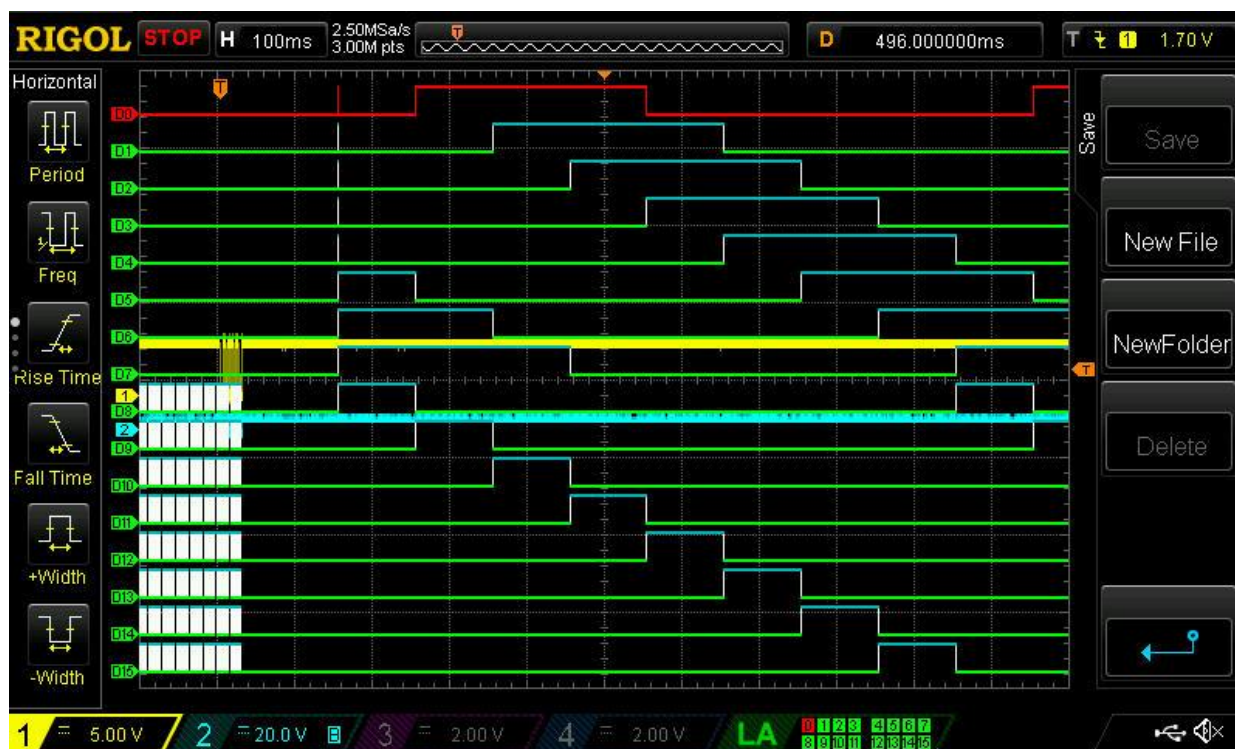 RIGOL STOP H 100ms 2.50MSa/s
3.00M pts
T
D 496.000000ms T 1 1.70 V
Horizontal
Period
Freq
Rise Time
Fall Time
+Width
-Width
T
D0
D1
D2
D3
D4
D5
D6
D7
1
D8
2
D9
D10
D11
D12
D13
D14
D15
T
Save
Save
New File
NewFolder
Delete
1 5.00 V 2 20.0 V B 3 2.00 V 4 2.00 V LA
0 1 2 3 4 5 6 7
8 9 10 11 12 13 14 15